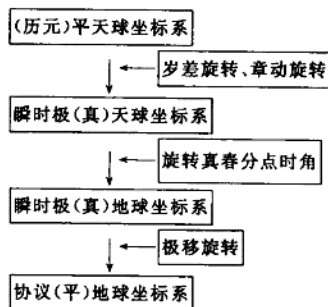 (历元)平天球坐标系
岁差旋转、章动旋转
瞬时极(真)天球坐标系
旋转真春分点时角
瞬时极(真)地球坐标系
极移旋转
协议(平)地球坐标系